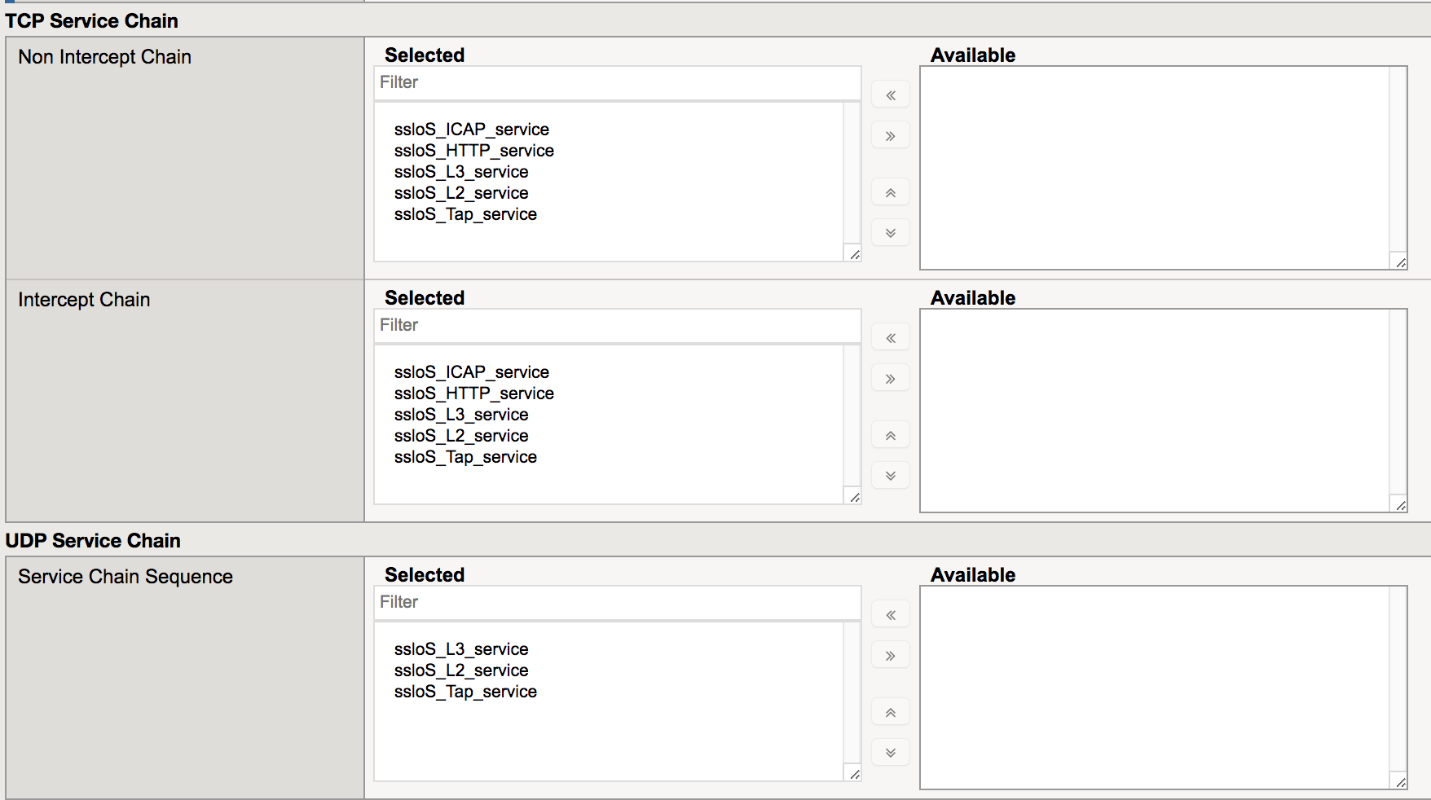 TCP Service Chain
Non Intercept Chain
Selected
Available
Filter
ssloS_ICAP_service
ssloS_HTTP_service
ssloS_L3_service
ssloS_L2_service
ssloS_Tap_service
Intercept Chain
Selected
Available
Filter
ssloS_ICAP_service
ssloS_HTTP_service
ssloS_L3_service
ssloS_L2_service
ssloS_Tap_service
UDP Service Chain
Service Chain Sequence
Selected
Available
Filter
ssloS_L3_service
ssloS_L2_service
ssloS_Tap_service